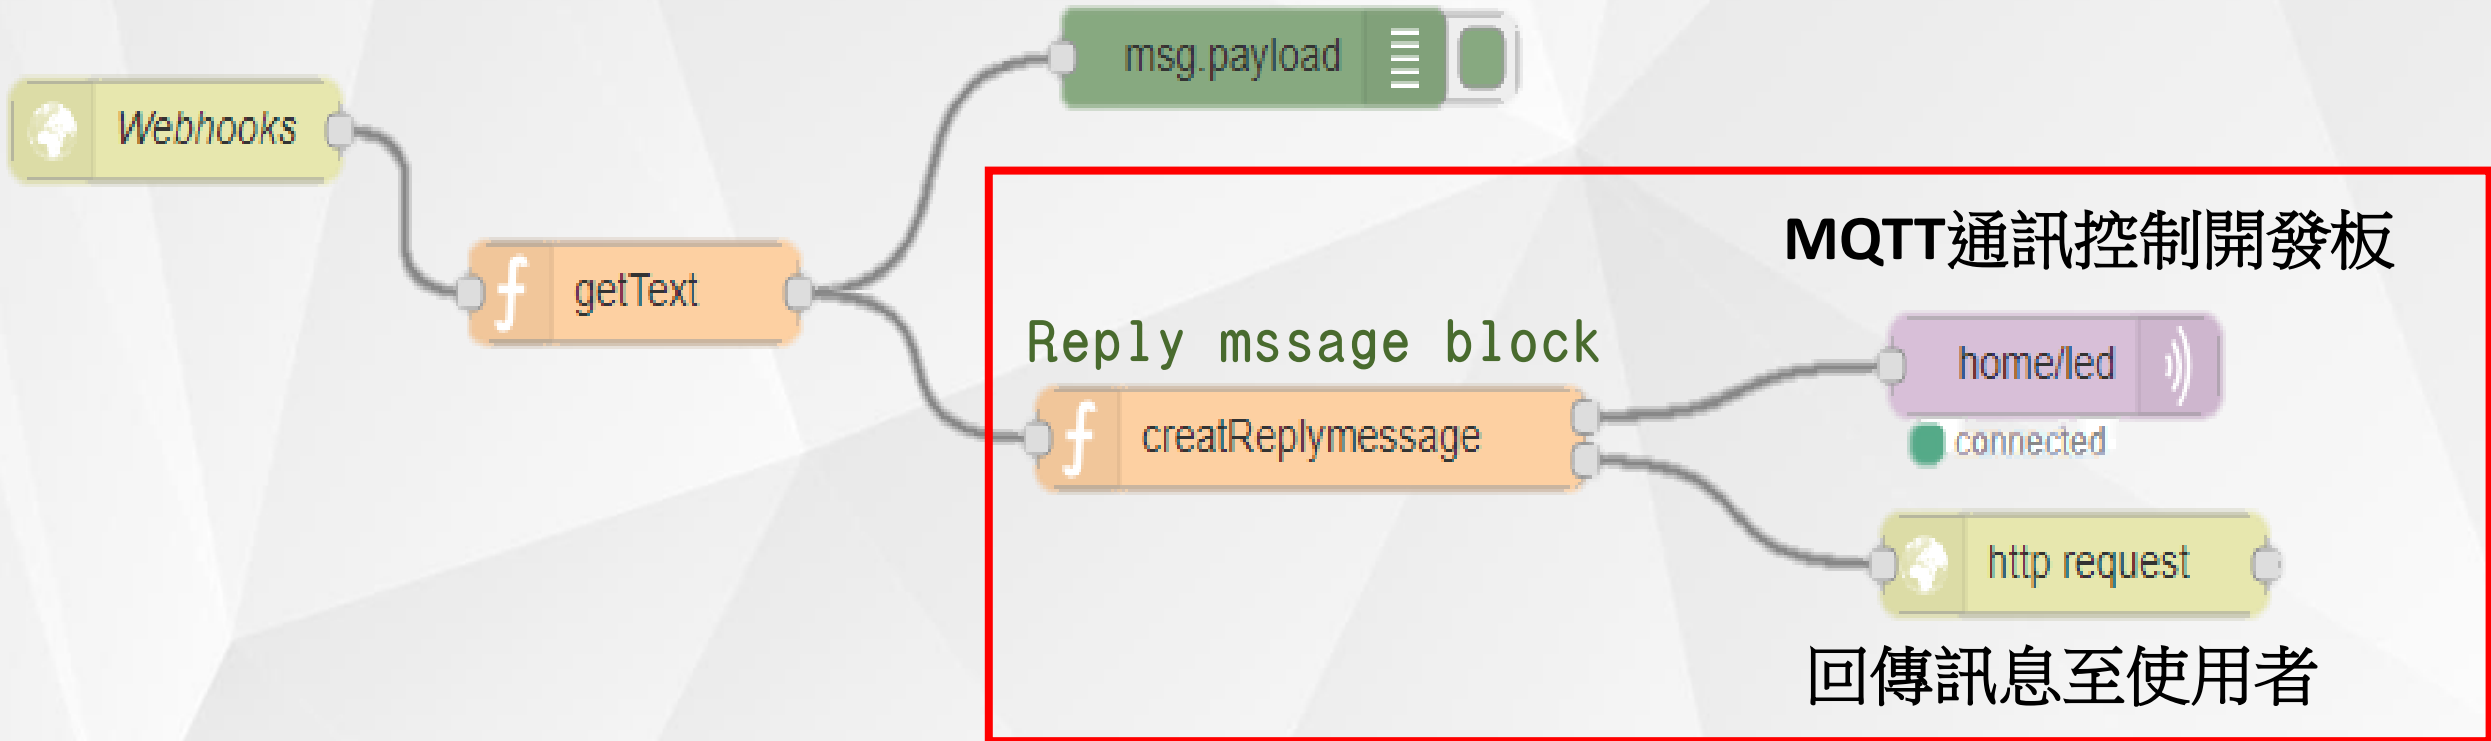 msg.payload
Webhooks
getText
MQTT通訊控制開發板
Reply mssage block
home/led
creatReplymessage
connected
http request
回傳訊息至使用者